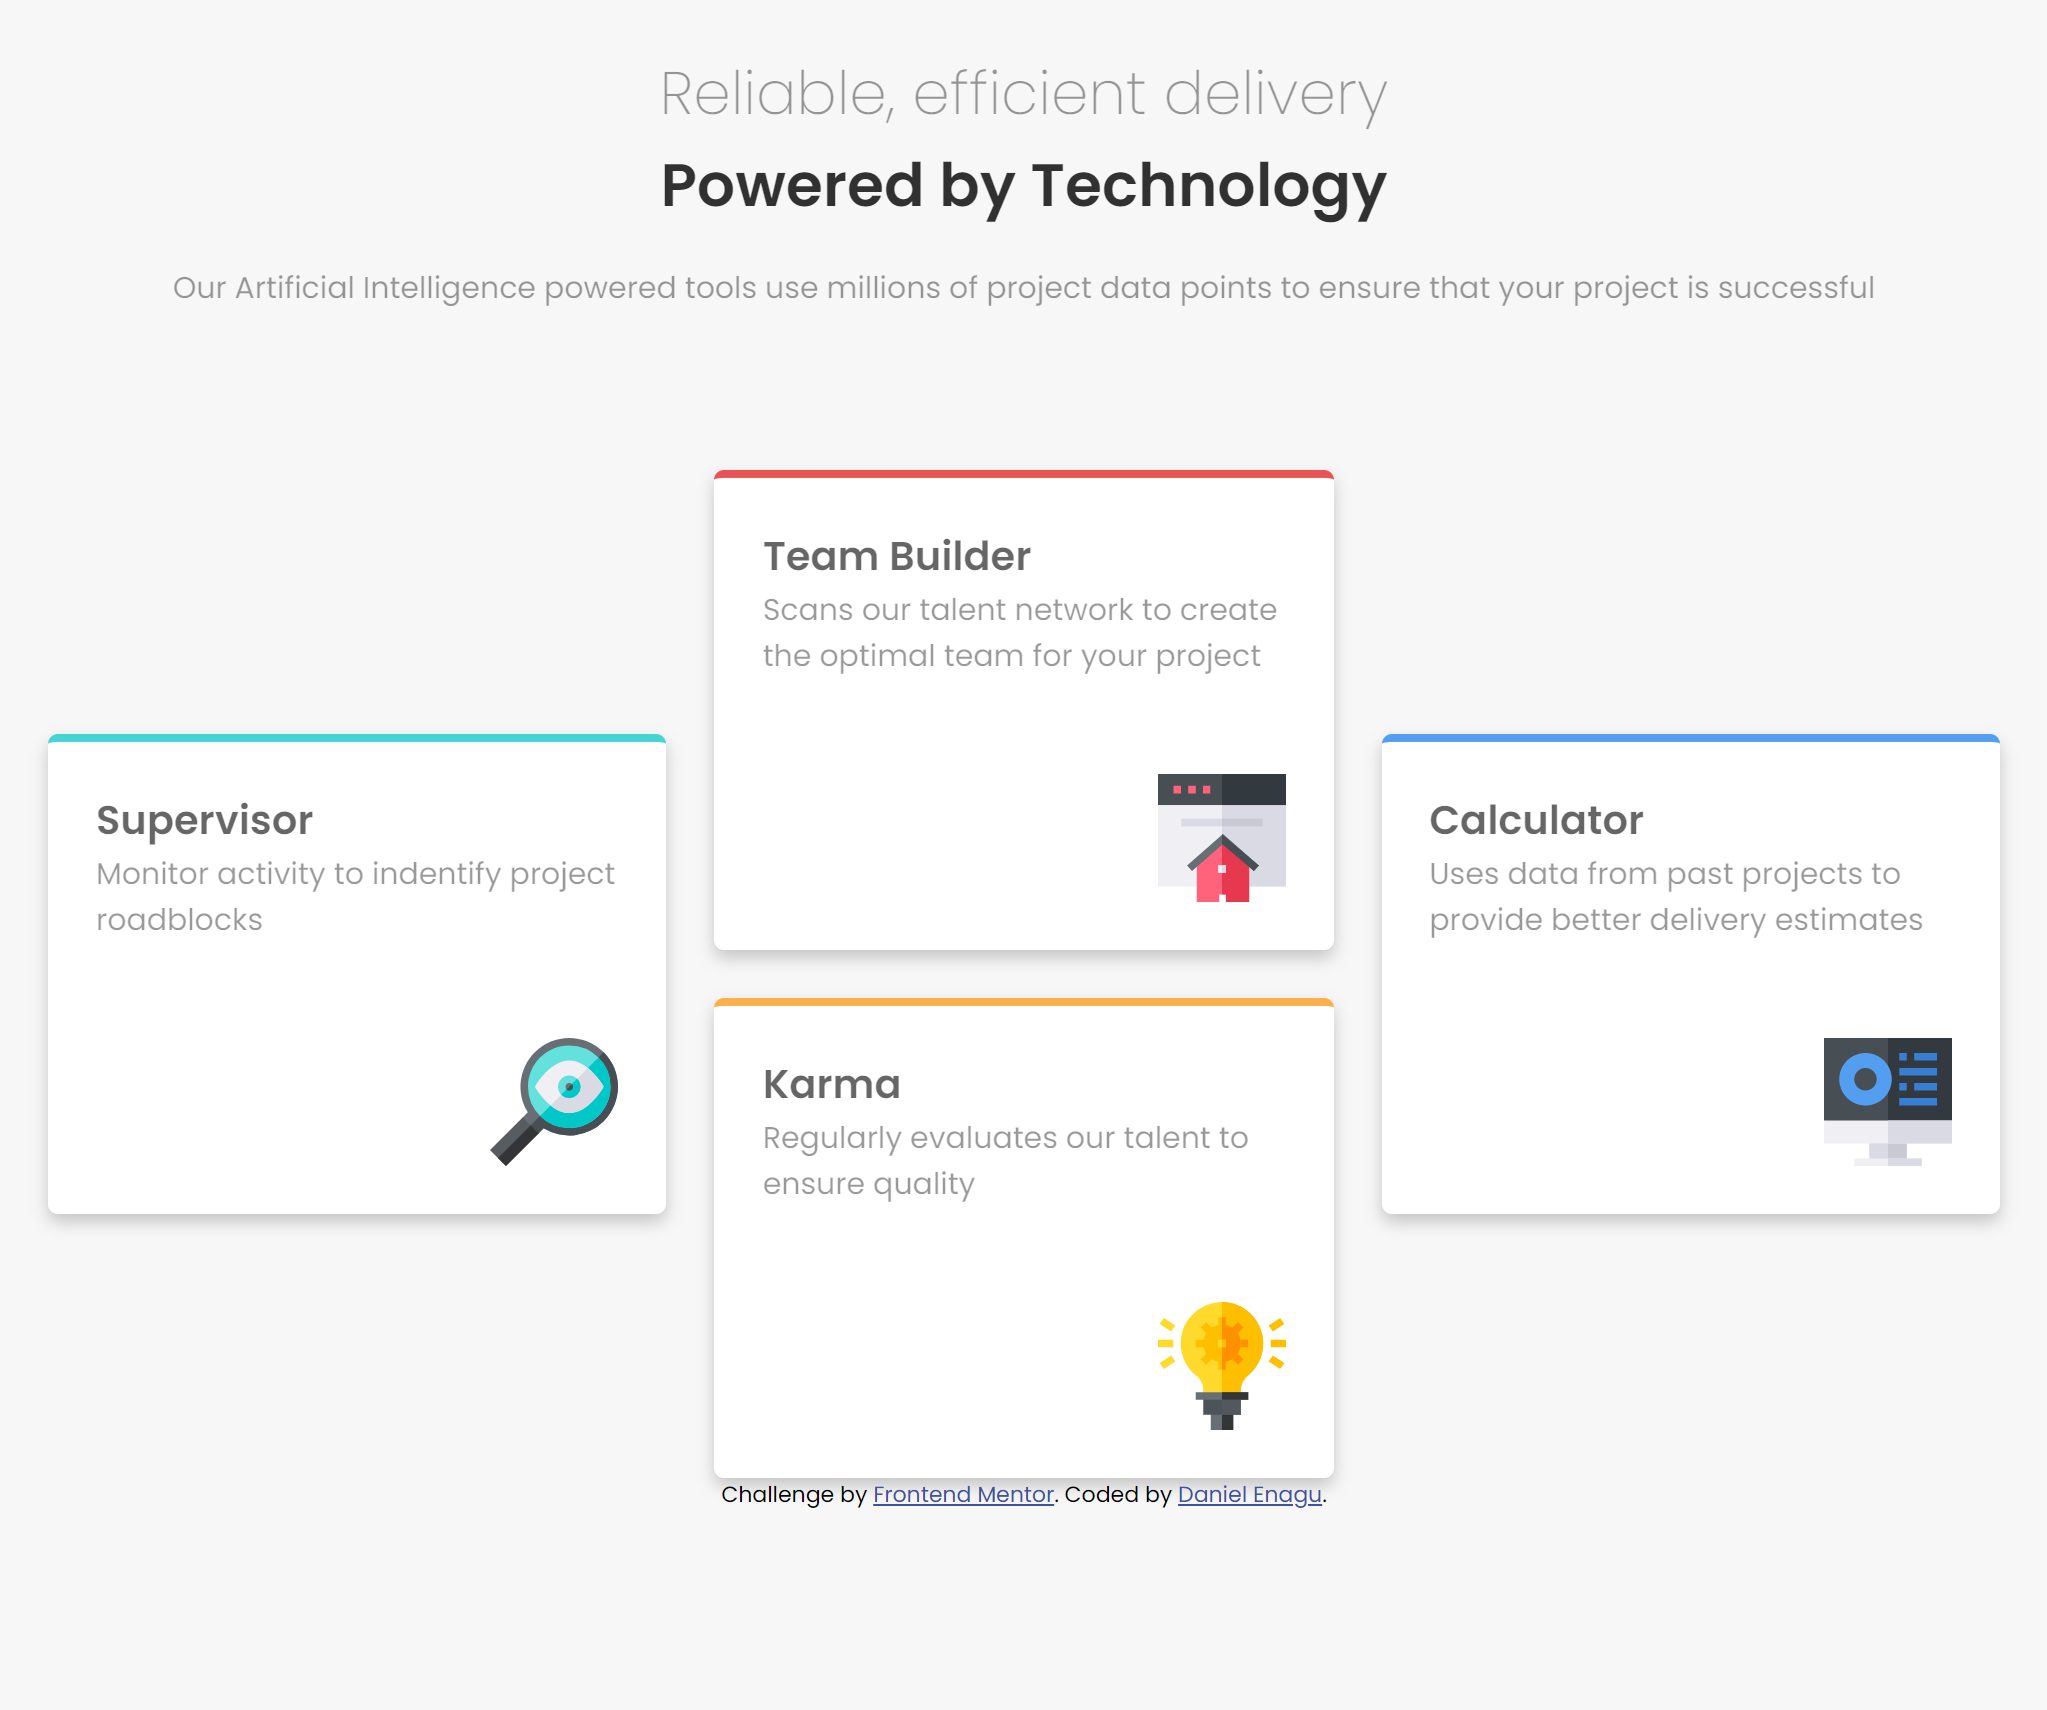 Reliable, efficient delivery
Powered by Technology
Our Artificial Intelligence powered tools use millions of project data points to ensure that your project is successful
Team Builder
Scans our talent network to create
the optimal team for your project
Supervisor
Monitor activity to indentify project
roadblocks
Calculator
Uses data from past projects to
provide better delivery estimates
Karma
Regularly evaluates our talent to
ensure quality
Challenge by Frontend Mentor. Coded by Daniel Enagu.